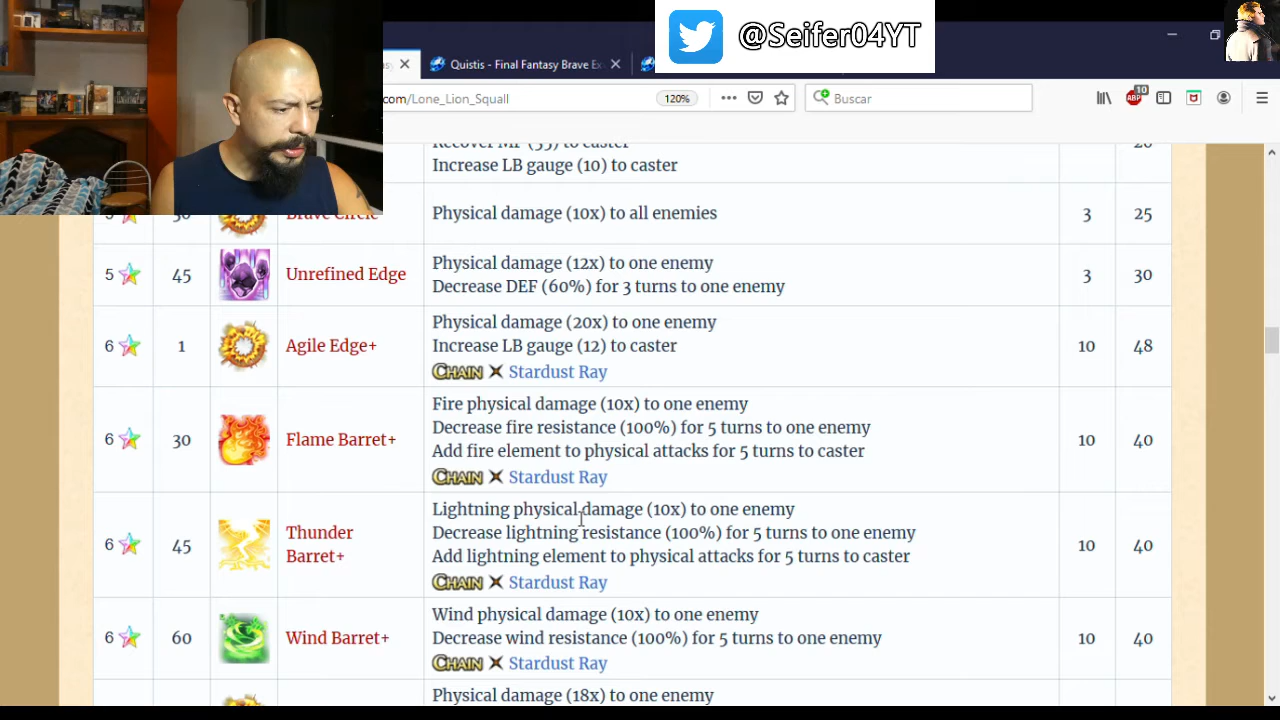 @Seifer04YT
Quistis - Final Fantasy Brave Ex
com/Lone_Lion_Squall
120%
Buscar
10
Recover MP (35) to caster
Increase LB gauge (10) to caster
20
Brave Circle
Physical damage (10x) to all enemies
3
25
5
45
Unrefined Edge
Physical damage (12x) to one enemy
Decrease DEF (60%) for 3 turns to one enemy
3
30
6
1
Agile Edge+
Physical damage (20x) to one enemy
Increase LB gauge (12) to caster
CHAIN Stardust Ray
10
48
6
30
Flame Barret+
Fire physical damage (10x) to one enemy
Decrease fire resistance (100%) for 5 turns to one enemy
Add fire element to physical attacks for 5 turns to caster
CHAIN Stardust Ray
10
40
6
45
Thunder
Barret+
Lightning physical damage (10x) to one enemy
Decrease lightning resistance (100%) for 5 turns to one enemy
Add lightning element to physical attacks for 5 turns to caster
CHAIN Stardust Ray
10
40
6
60
Wind Barret+
Wind physical damage (10x) to one enemy
Decrease wind resistance (100%) for 5 turns to one enemy
CHAIN Stardust Ray
10
40
Physical damage (18x) to one enemy